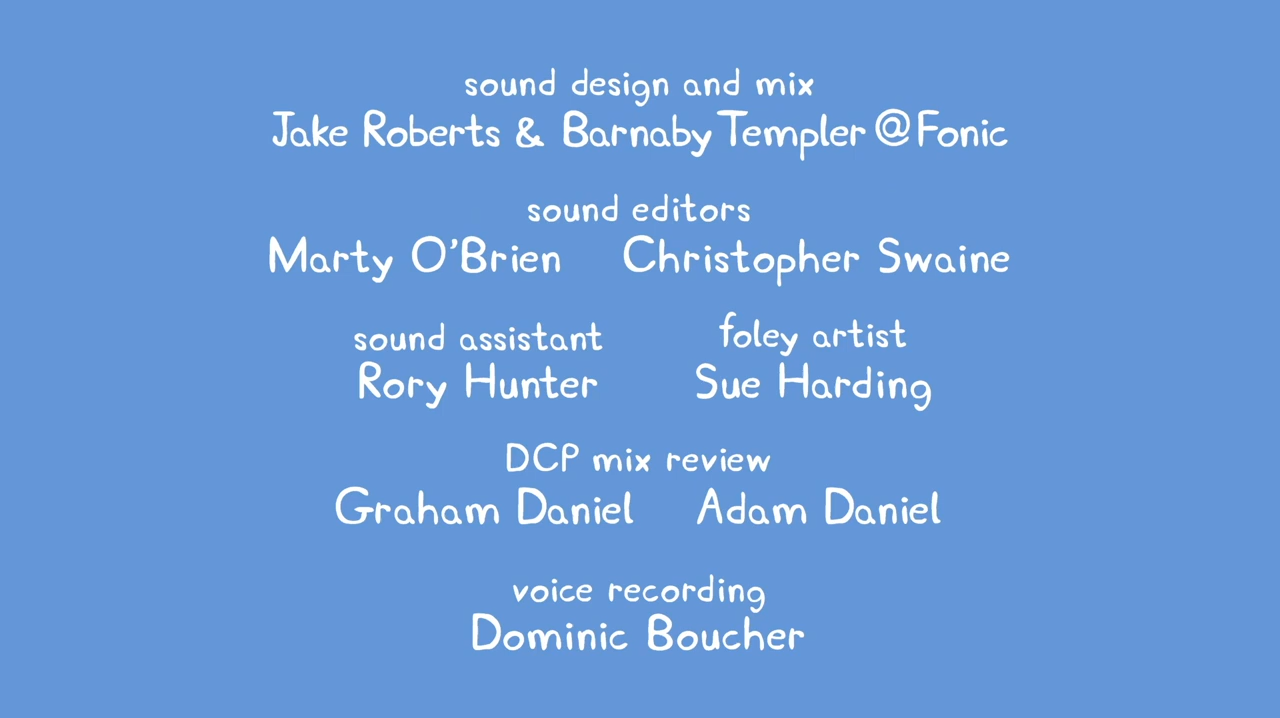 sound design and mix
Jake Roberts & Barnaby Templer @ Fonic
sound editors
Marty O'Brien Christopher Swaine
sound assistant foley artist
Rory Hunter Sue Harding
DCP mix review
Graham Daniel Adam Daniel
voice recording
Dominic Boucher